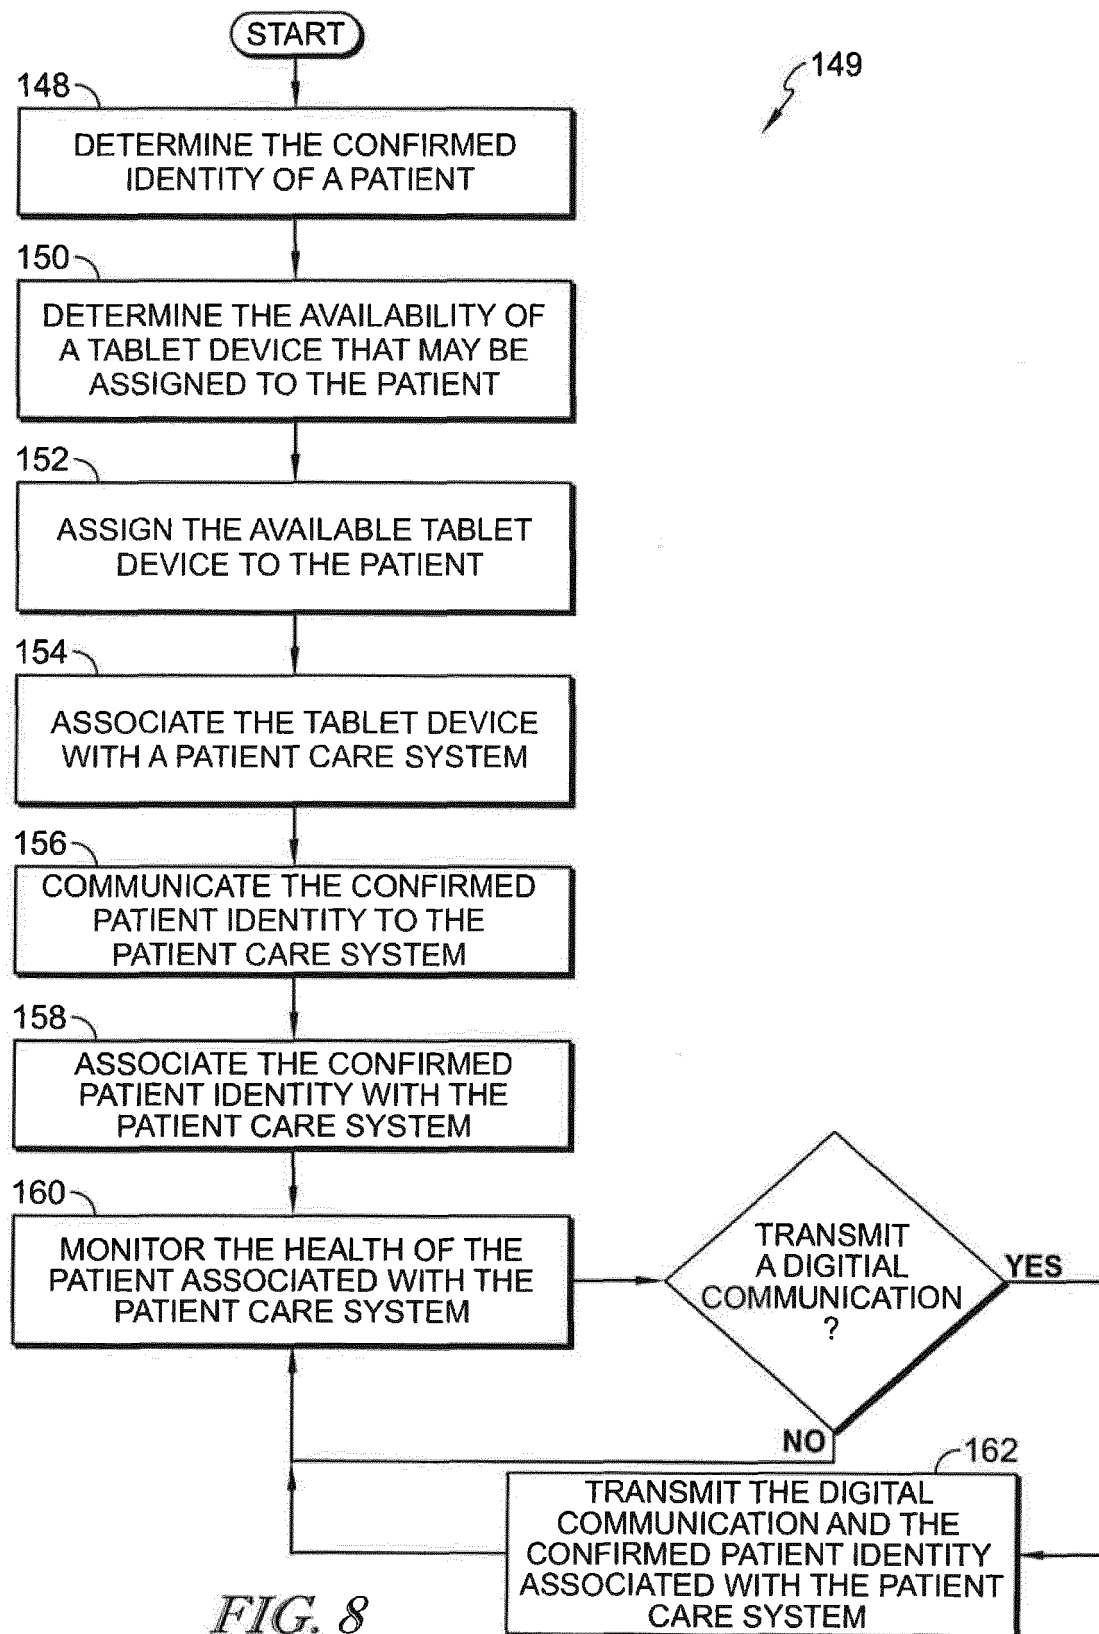 START
149
148
DETERMINE THE CONFIRMED
IDENTITY OF A PATIENT
150
DETERMINE THE AVAILABILITY OF
A TABLET DEVICE THAT MAY BE
ASSIGNED TO THE PATIENT
152
ASSIGN THE AVAILABLE TABLET
DEVICE TO THE PATIENT
154
ASSOCIATE THE TABLET DEVICE
WITH A PATIENT CARE SYSTEM
156
COMMUNICATE THE CONFIRMED
PATIENT IDENTITY TO THE
PATIENT CARE SYSTEM
158
ASSOCIATE THE CONFIRMED
PATIENT IDENTITY WITH THE
PATIENT CARE SYSTEM
160
MONITOR THE HEALTH OF THE
PATIENT ASSOCIATED WITH THE
PATIENT CARE SYSTEM
TRANSMIT
A DIGITIAL
COMMUNICATION
?
YES
NO
162
TRANSMIT THE DIGITAL
COMMUNICATION AND THE
CONFIRMED PATIENT IDENTITY
ASSOCIATED WITH THE PATIENT
CARE SYSTEM
FIG. 8